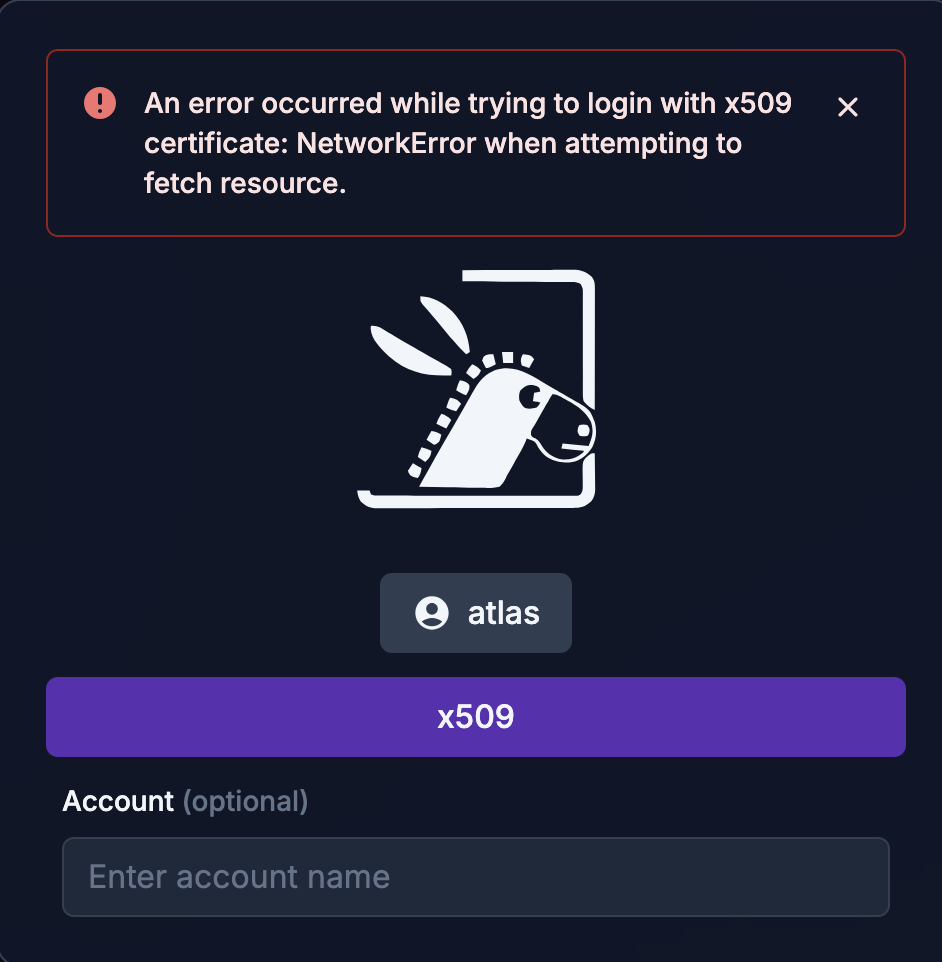 An error occurred while trying to login with x509
certificate: NetworkError when attempting to
fetch resource.
atlas
x509
Account (optional)
Enter account name